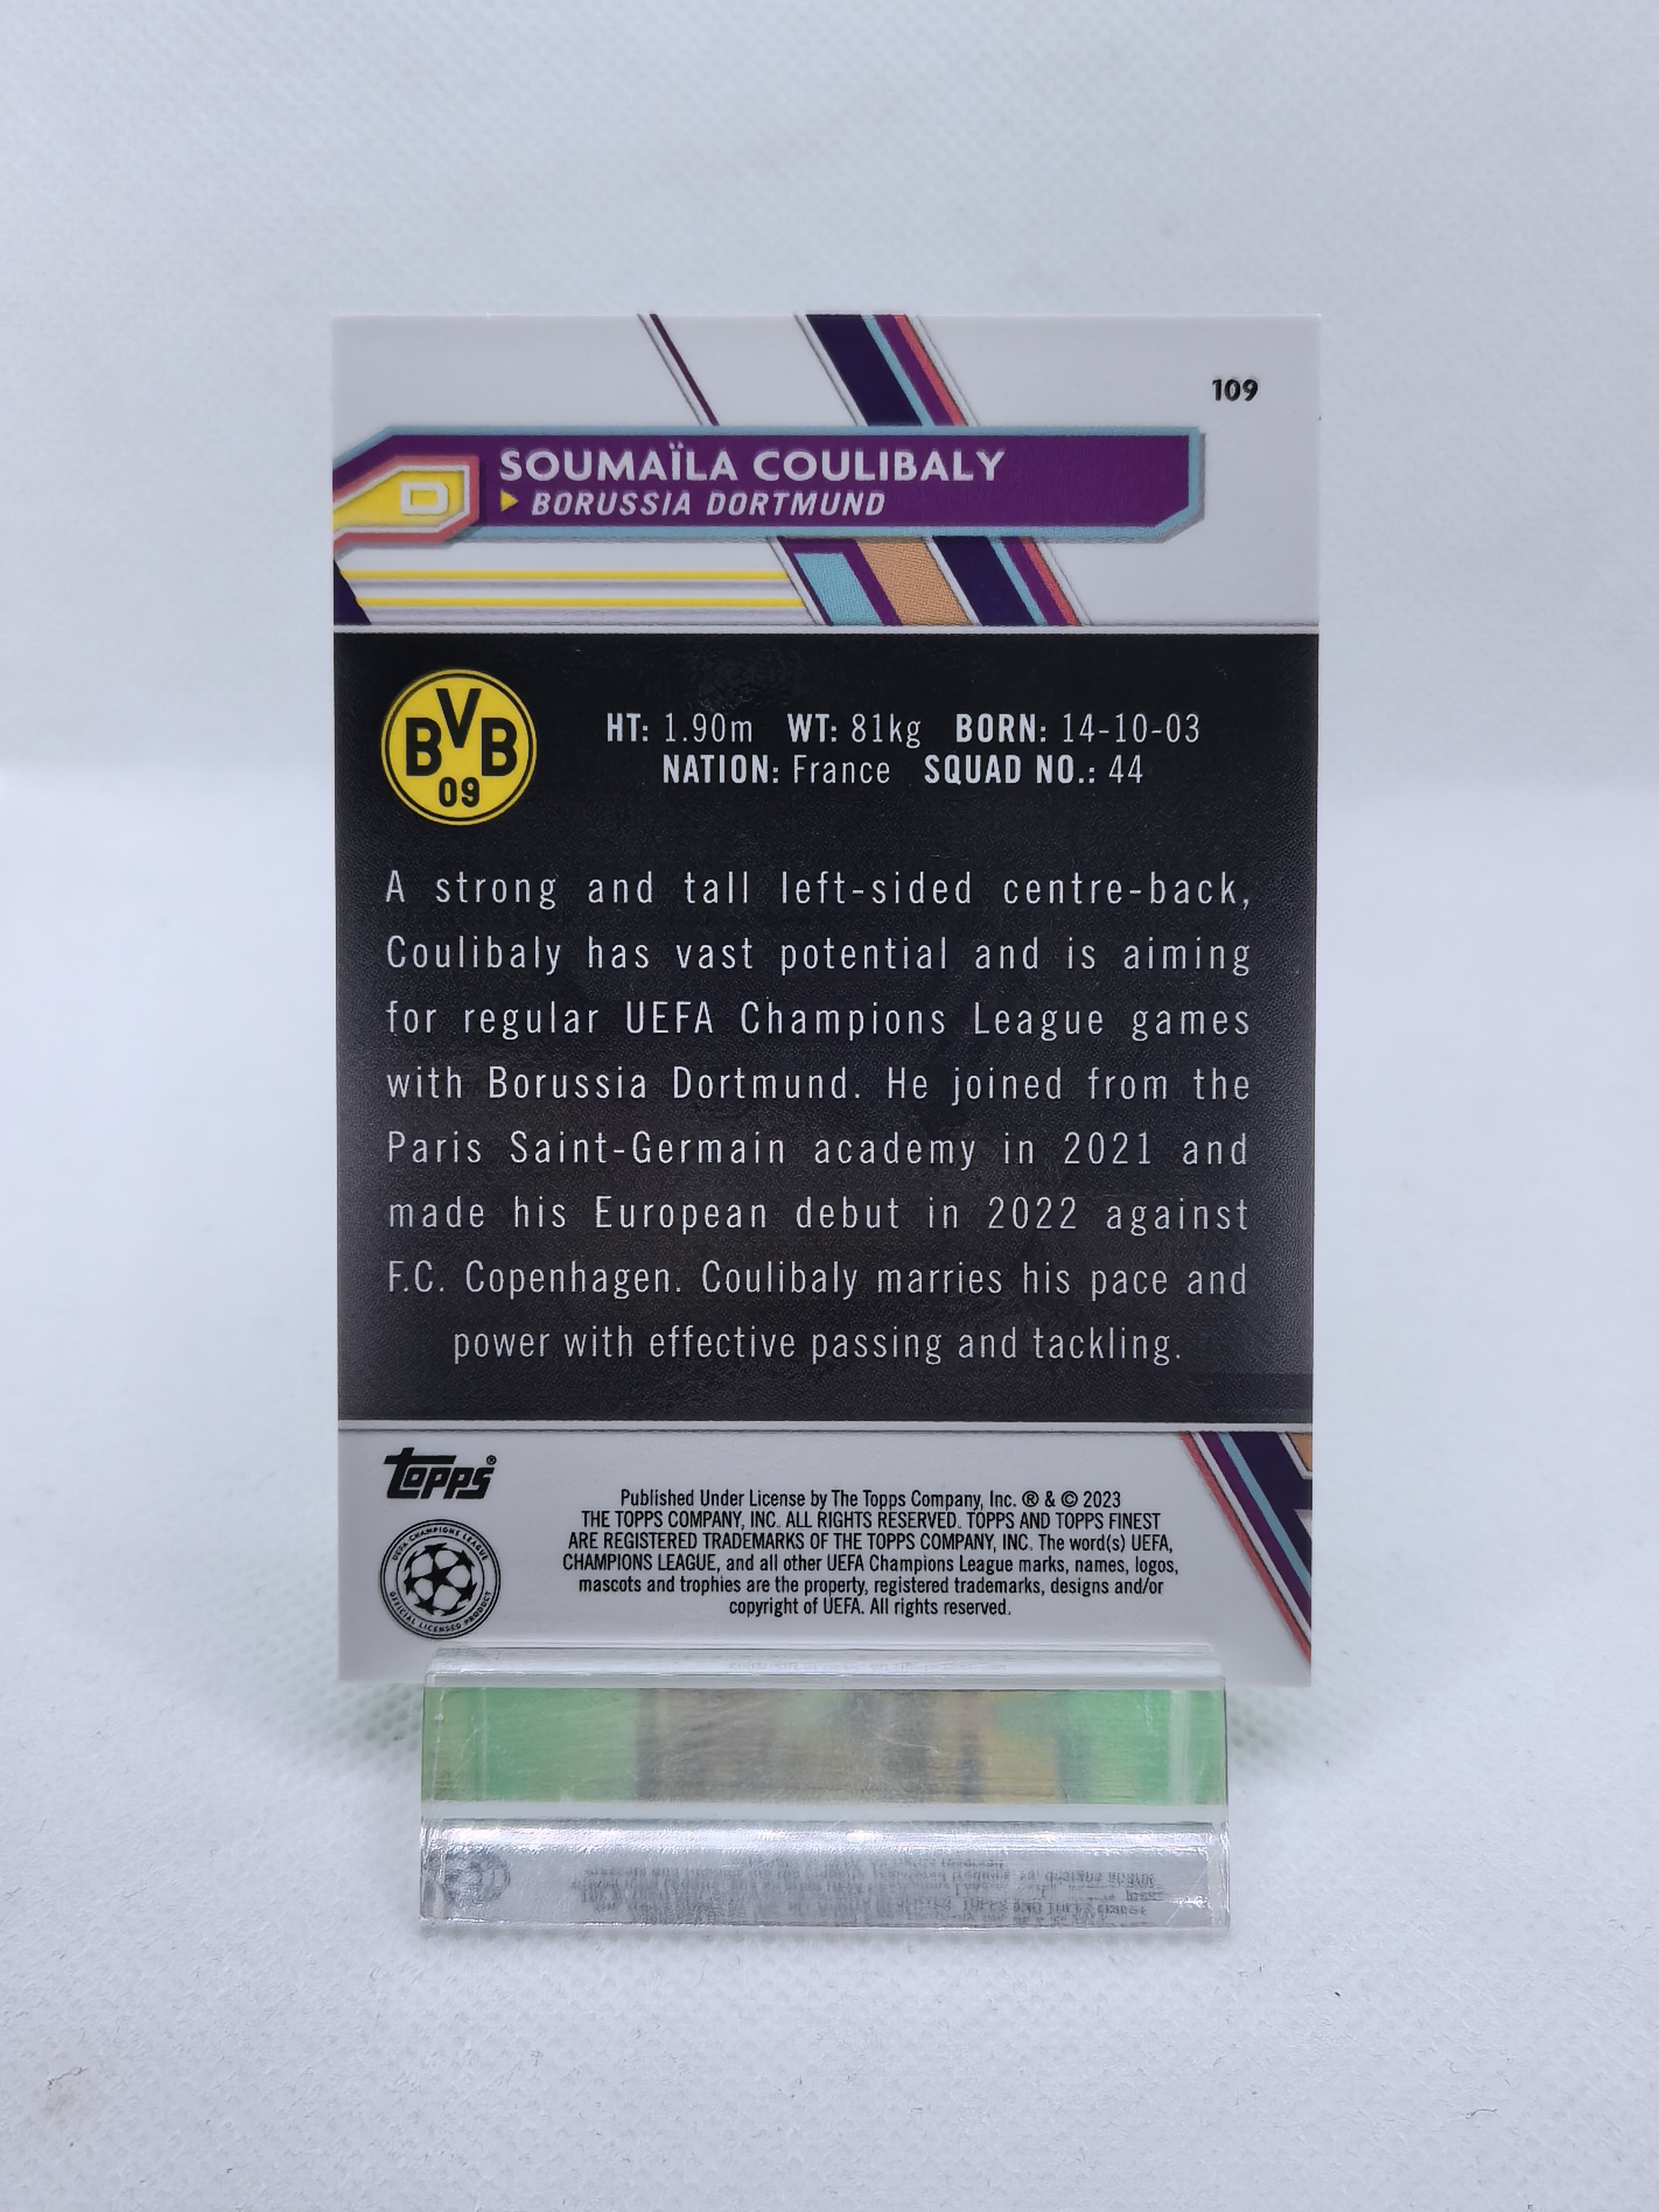 109
SOUMAÏLA COULIBALY
D
BORUSSIA DORTMUND
BVB
09
HT: 1.90m WT: 81kg BORN: 14-10-03
NATION: France SQUAD NO.: 44
A strong and tall left-sided centre-back,
Coulibaly has vast potential and is aiming
for regular UEFA Champions League games
with Borussia Dortmund. He joined from the
Paris Saint-Germain academy in 2021 and
made his European debut in 2022 against
F.C. Copenhagen. Coulibaly marries his pace and
power with effective passing and tackling.
Topps®
UEFA CHAMPIONS LEAGUE
OFFICIAL LICENSED PRODUCT
Published Under License by The Topps Company, Inc. ® & © 2023
THE TOPPS COMPANY, INC. ALL RIGHTS RESERVED. TOPPS AND TOPPS FINEST
ARE REGISTERED TRADEMARKS OF THE TOPPS COMPANY, INC. The word(s) UEFA,
CHAMPIONS LEAGUE, and all other UEFA Champions League marks, names, logos,
mascots and trophies are the property, registered trademarks, designs and/or
copyright of UEFA. All rights reserved.